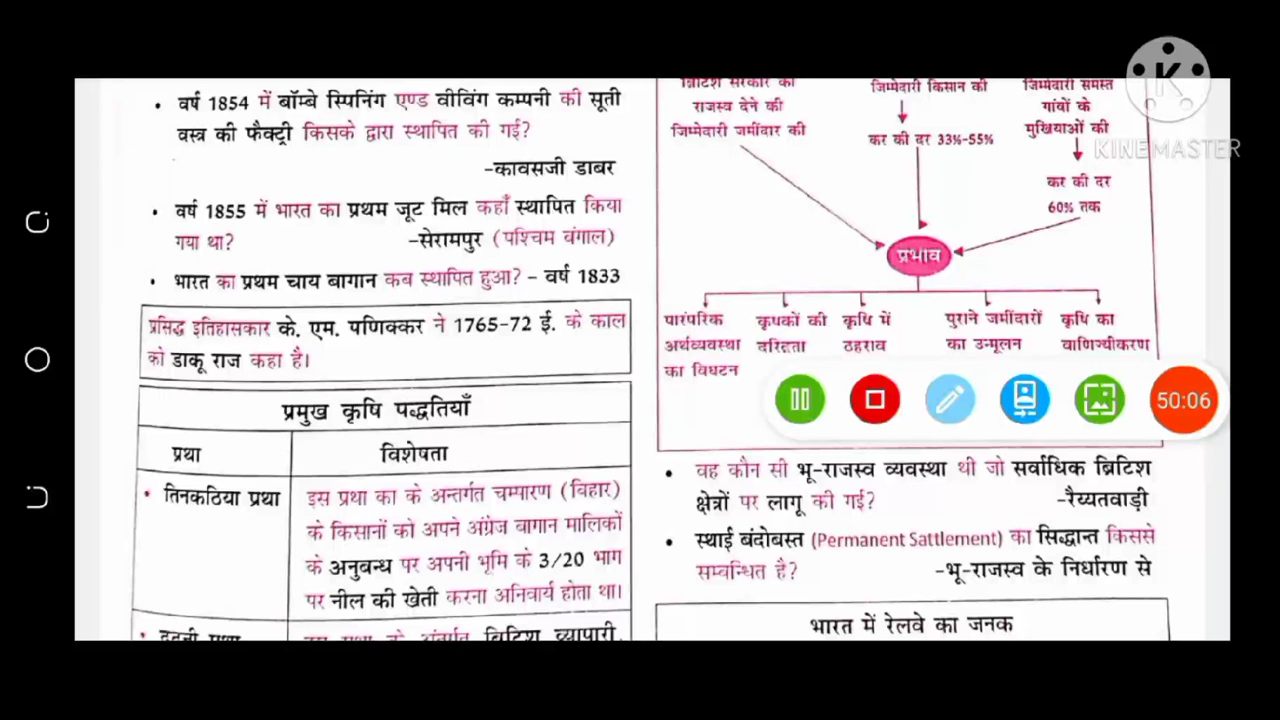 वर्ष 1854 में बॉम्बे स्पिनिंग एण्ड वीविंग कम्पनी की सूती
वस्त्र की फैक्ट्री किसके द्वारा स्थापित की गई?
-कावसजी डाबर
वर्ष 1855 में भारत का प्रथम जूट मिल कहाँ स्थापित किया
गया था? -सेरामपुर (पश्चिम बंगाल)
भारत का प्रथम चाय बागान कब स्थापित हुआ? - वर्ष 1833
प्रसिद्ध इतिहासकार के. एम. पणिक्कर ने 1765-72 ई. के काल
को डाकू राज कहा है।
प्रमुख कृषि पद्धतियाँ
प्रथा विशेषता
तिनकठिया प्रथा इस प्रथा का के अन्तर्गत चम्पारण (बिहार)
के किसानों को अपने अंग्रेज बागान मालिकों
के अनुबन्ध पर अपनी भूमि के 3/20 भाग
पर नील की खेती करना अनिवार्य होता था।
ब्रिटिश सरकार को
राजस्व देने की
जिम्मेदारी जमींदार की
जिम्मेदारी किसान की
कर की दर 33%-55%
जिम्मेदारी समस्त
गांवों के
मुखियाओं की
कर की दर
60% तक
प्रभाव
पारंपरिक
अर्थव्यवस्था
का विघटन
कृषकों की
दरिद्रता
कृषि में
ठहराव
पुराने जमींदारों
का उन्मूलन
कृषि का
वाणिज्यीकरण
वह कौन सी भू-राजस्व व्यवस्था थी जो सर्वाधिक ब्रिटिश
क्षेत्रों पर लागू की गई? -रैय्यतवाड़ी
स्थाई बंदोबस्त (Permanent Sattlement) का सिद्धान्त किससे
सम्बन्धित है? -भू-राजस्व के निर्धारण से
भारत में रेलवे का जनक
K
KINEMASTER
50:06